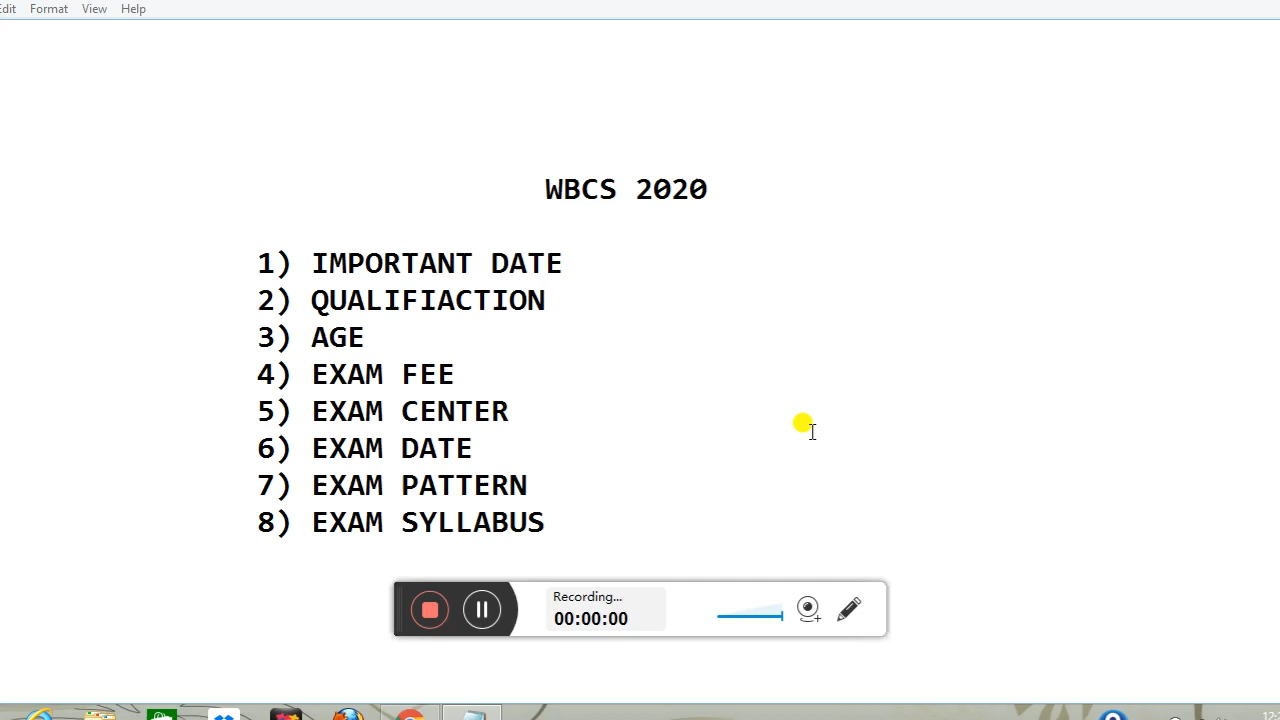 Edit Format View Help
WBCS 2020
1) IMPORTANT DATE
2) QUALIFIACTION
3) AGE
4) EXAM FEE
5) EXAM CENTER
6) EXAM DATE
7) EXAM PATTERN
8) EXAM SYLLABUS
Recording...
00:00:00